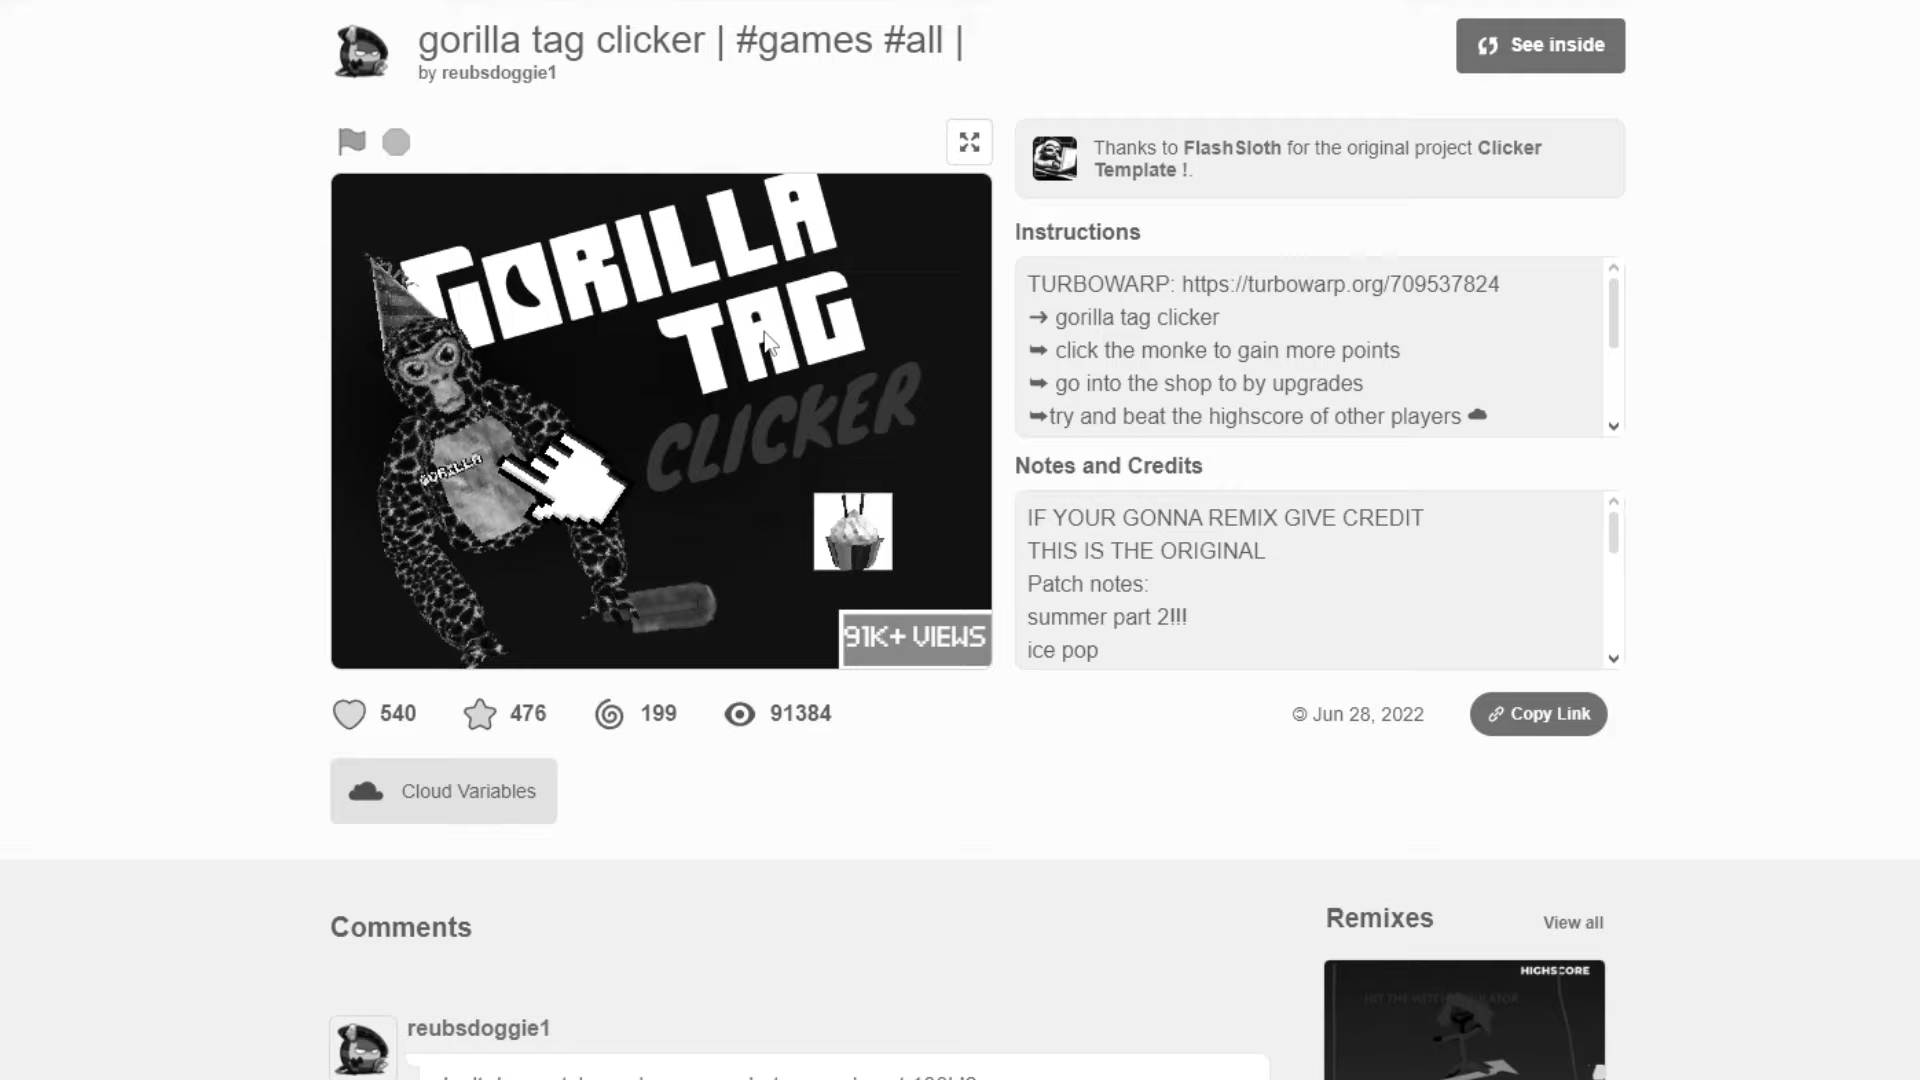 gorilla tag clicker | #games #all |
by reubsdoggie1
See inside
Thanks to FlashSloth for the original project Clicker
Template !.
GORILLA
TAG
CLICKER
GORILLA
91K+ VIEWS
Instructions
TURBOWARP: https://turbowarp.org/709537824
→ gorilla tag clicker
➥ click the monke to gain more points
➥ go into the shop to by upgrades
➥try and beat the highscore of other players ☁
Notes and Credits
IF YOUR GONNA REMIX GIVE CREDIT
THIS IS THE ORIGINAL
Patch notes:
summer part 2!!!
ice pop
540
476
199
91384
Jun 28, 2022
Copy Link
Cloud Variables
Comments
Remixes
View all
HIGHSCORE
reubsdoggie1